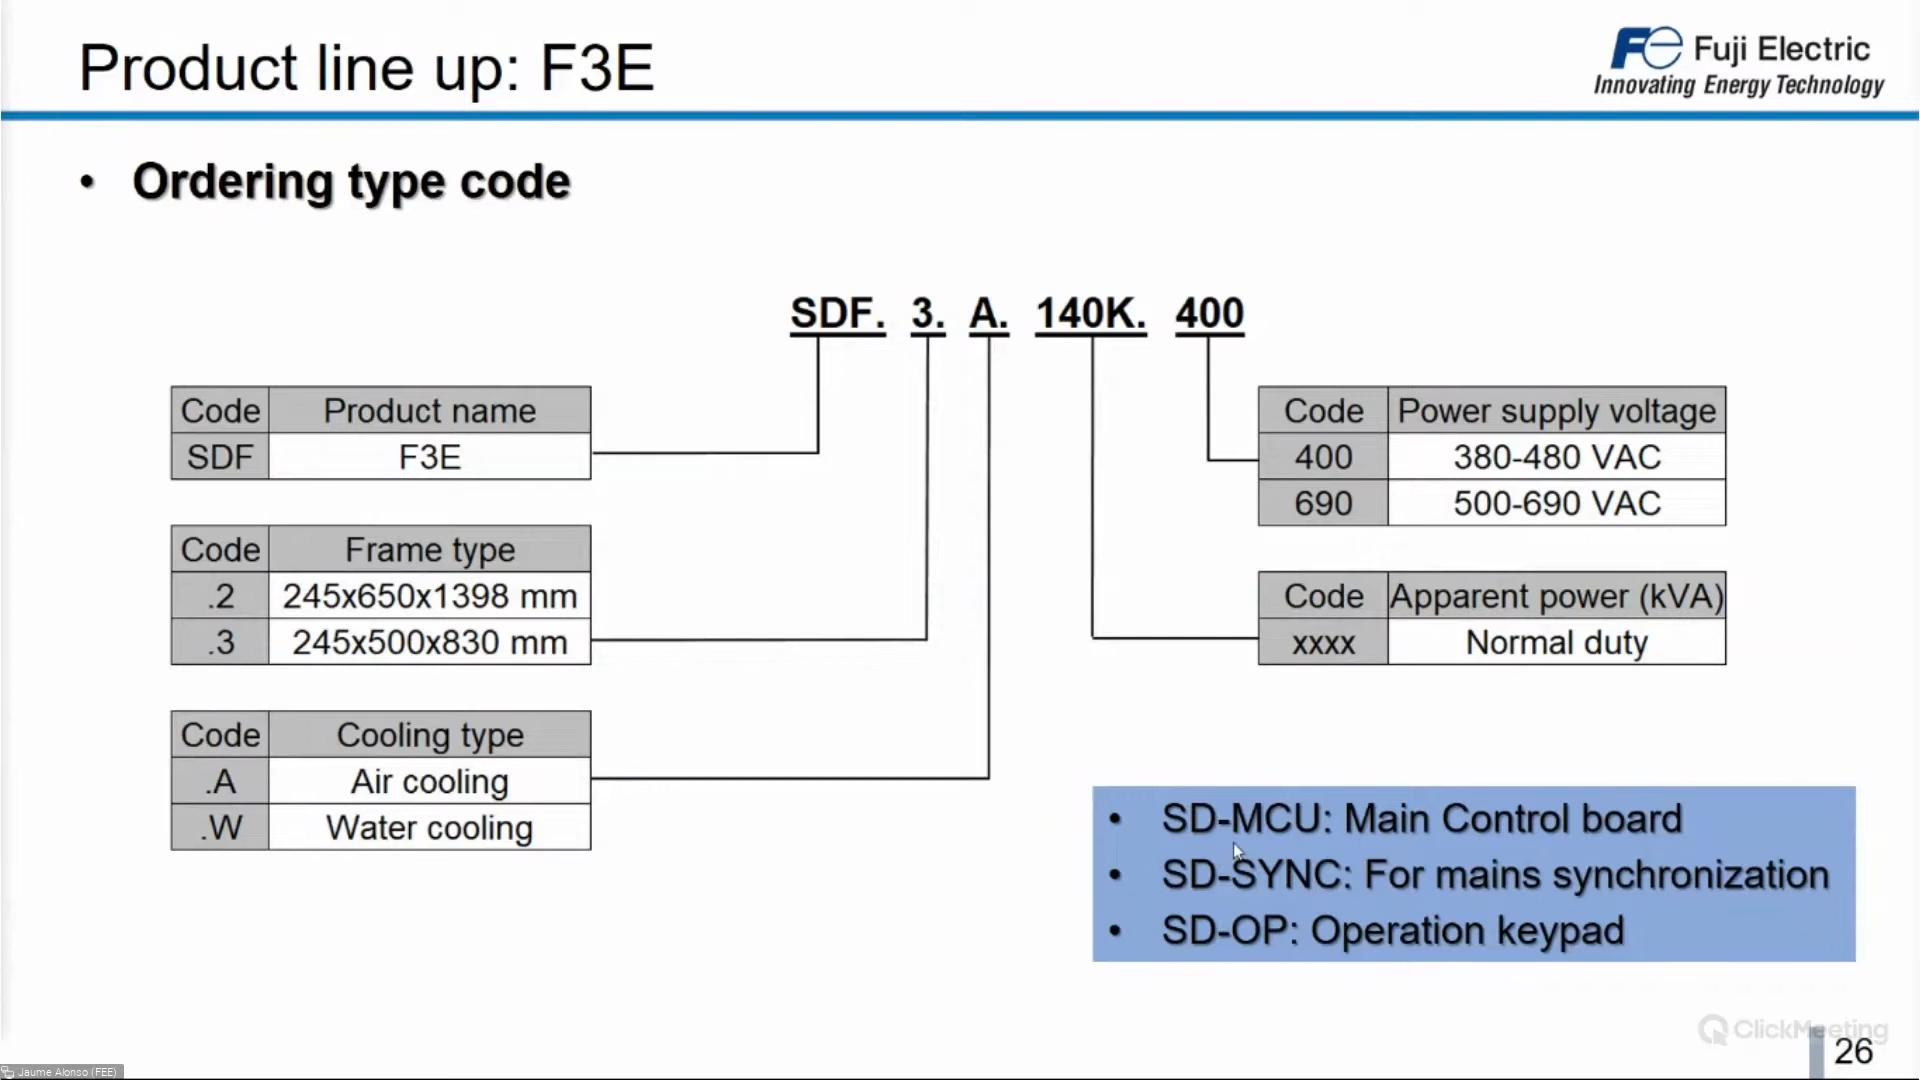 Product line up: F3E
Fe Fuji Electric
Innovating Energy Technology
• Ordering type code
SDF. 3. A. 140K. 400
Code Product name
SDF F3E
Code Frame type
.2 245x650x1398 mm
.3 245x500x830 mm
Code Cooling type
.A Air cooling
.W Water cooling
Code Power supply voltage
400 380-480 VAC
690 500-690 VAC
Code Apparent power (kVA)
xxxx Normal duty
• SD-MCU: Main Control board
• SD-SYNC: For mains synchronization
• SD-OP: Operation keypad
ClickMeeting
26
Jaume Alonso (FEE)